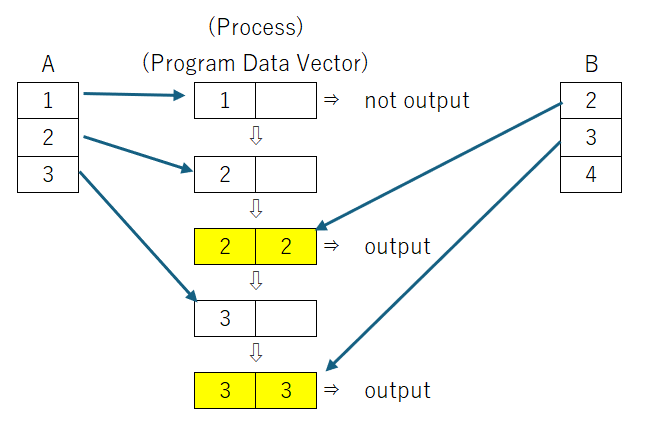 (Process)
(Program Data Vector)
A
B
1
1
⇒ not output
2
2
⇩
3
3
2
4
⇩
2 2 ⇒ output
⇩
3
⇩
3 3 ⇒ output